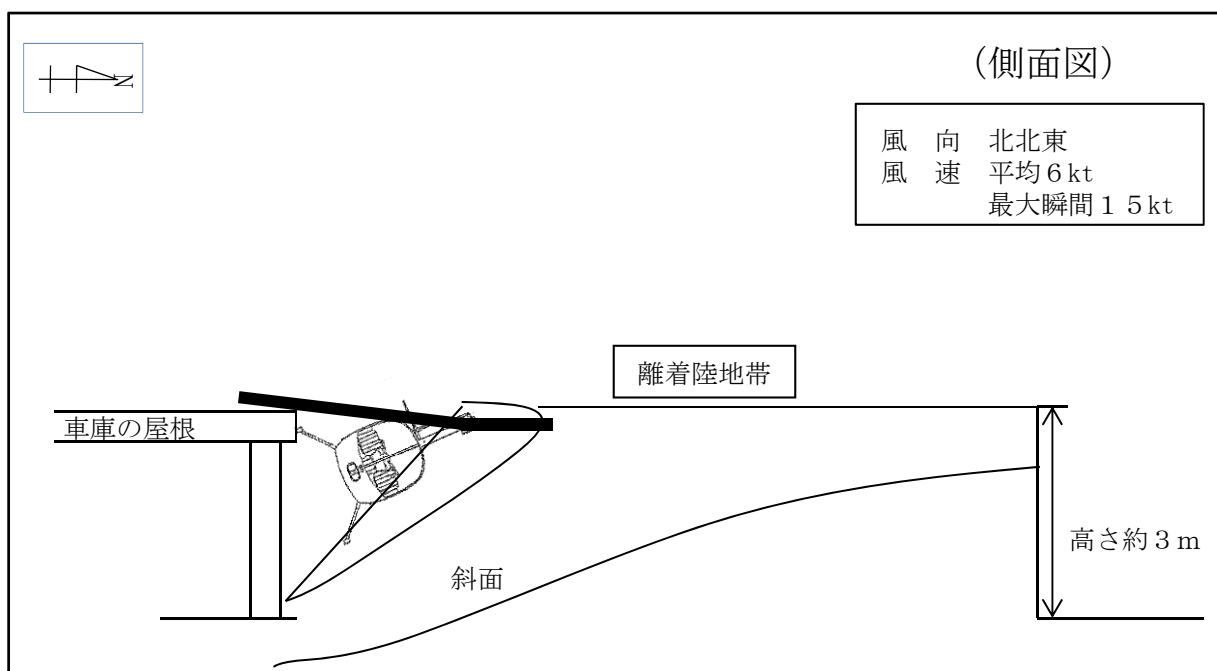 N
（側面図）
風　向　北北東
風　速　平均６kt
最大瞬間１５kt
離着陸地帯
車庫の屋根
高さ約３ｍ
斜面